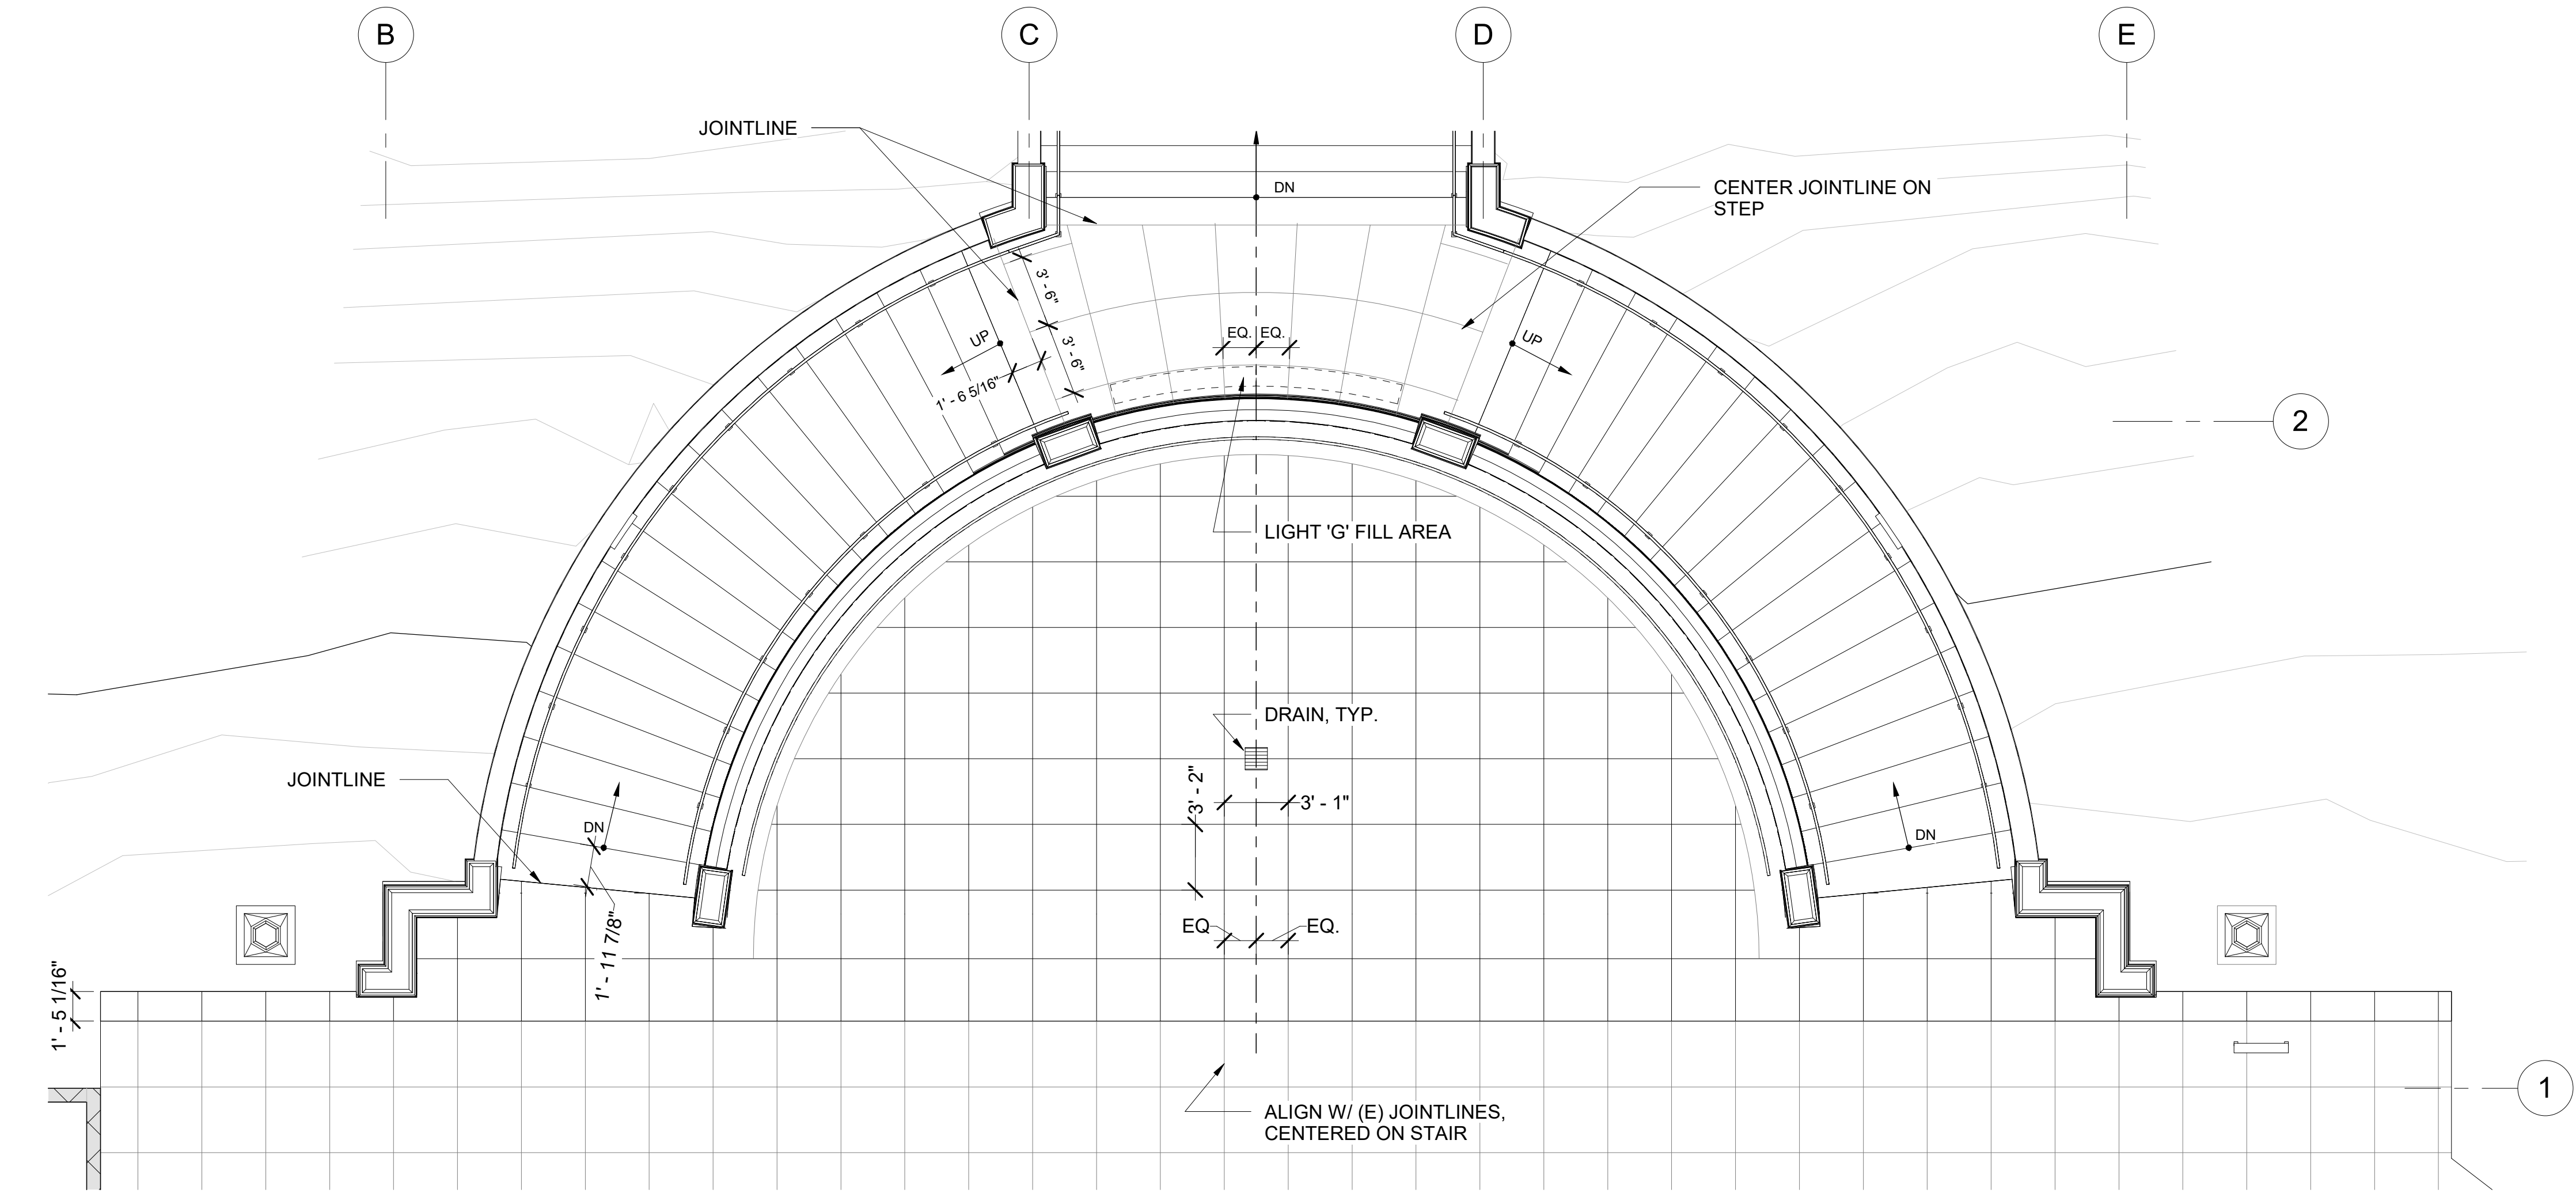 B
C
D
E
JOINTLINE
DN
CENTER JOINTLINE ON
STEP
3' - 6"
EQ. EQ.
UP
UP
3' - 6"
1' - 6 5/16"
2
LIGHT 'G' FILL AREA
DRAIN, TYP.
JOINTLINE
3' - 2"
3' - 1"
DN
DN
EQ
EQ.
1' - 11 7/8"
1' - 5 1/16"
1
ALIGN W/ (E) JOINTLINES,
CENTERED ON STAIR